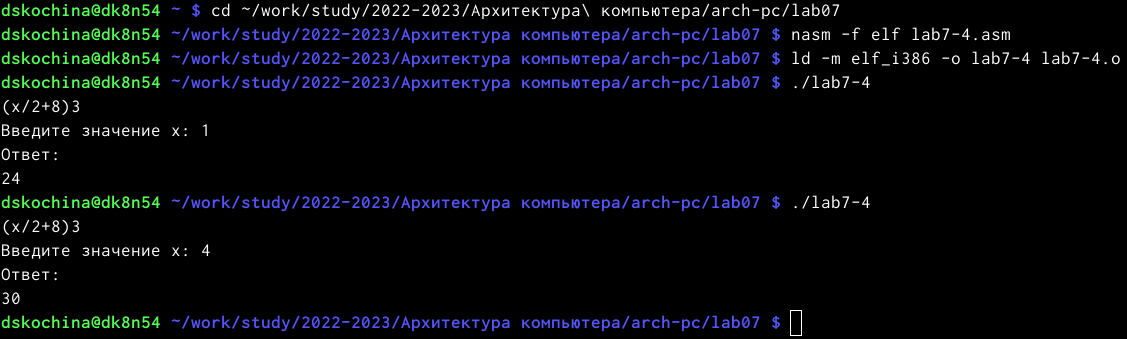 dskochina@dk8n54 ~ $ cd ~/work/study/2022-2023/Архитектура\ компьютера/arch-pc/lab07
dskochina@dk8n54 ~/work/study/2022-2023/Архитектура компьютера/arch-pc/lab07 $ nasm -f elf lab7-4.asm
dskochina@dk8n54 ~/work/study/2022-2023/Архитектура компьютера/arch-pc/lab07 $ ld -m elf_i386 -o lab7-4 lab7-4.o
dskochina@dk8n54 ~/work/study/2022-2023/Архитектура компьютера/arch-pc/lab07 $ ./lab7-4
(x/2+8)3
Введите значение x: 1
Ответ:
24
dskochina@dk8n54 ~/work/study/2022-2023/Архитектура компьютера/arch-pc/lab07 $ ./lab7-4
(x/2+8)3
Введите значение x: 4
Ответ:
30
dskochina@dk8n54 ~/work/study/2022-2023/Архитектура компьютера/arch-pc/lab07 $